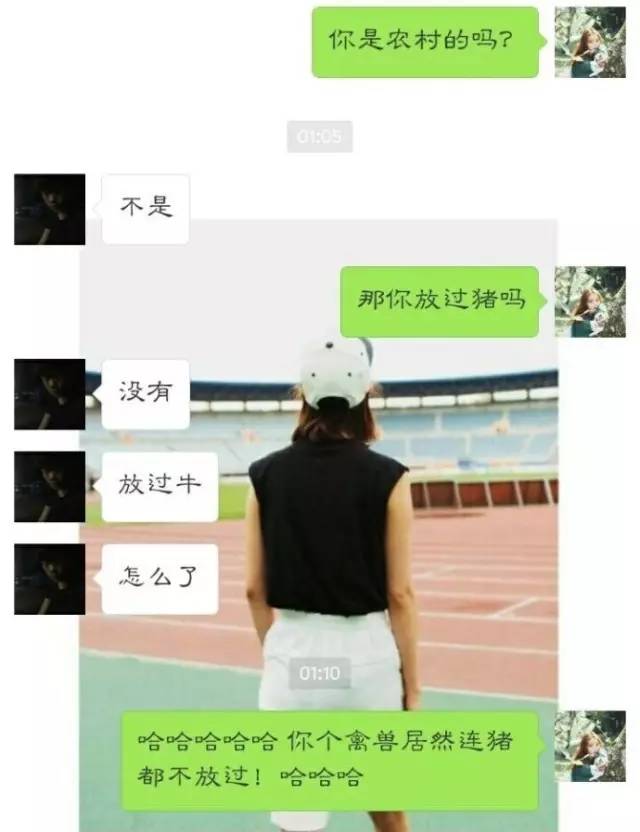 你是农村的吗?
01:05
不是
那你放过猪吗
没有
放过牛
怎么了
01:10
哈哈哈哈哈 你个禽兽居然连猪
都不放过！哈哈哈